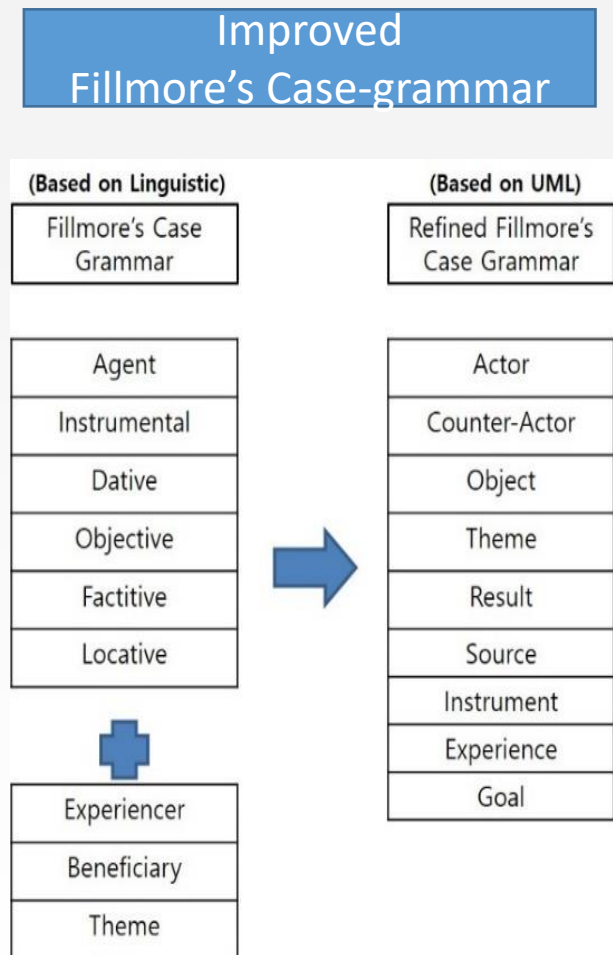 Improved
Fillmore’s Case-grammar
(Based on Linguistic)
Fillmore’s Case
Grammar
Agent
Instrumental
Dative
Objective
Factitive
Locative
Experiencer
Beneficiary
Theme
(Based on UML)
Refined Fillmore’s
Case Grammar
Actor
Counter-Actor
Object
Theme
Result
Source
Instrument
Experience
Goal